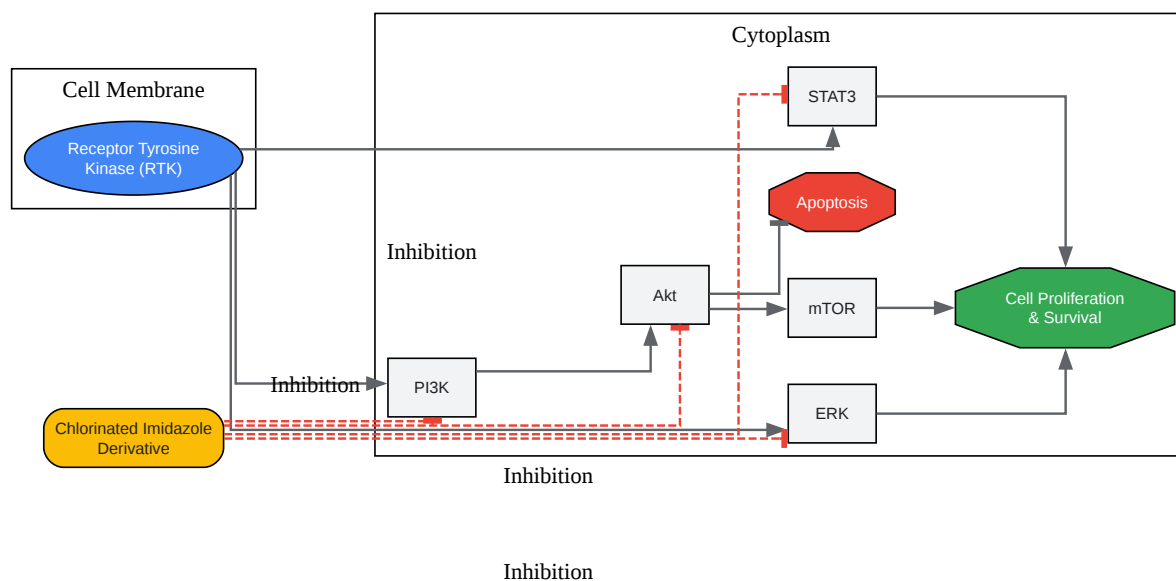 Cytoplasm
Cell Membrane
STAT3
Receptor Tyrosine
Kinase (RTK)
Apoptosis
Inhibition
Akt
mTOR
Cell Proliferation
& Survival
Inhibition
PI3K
ERK
Chlorinated Imidazole
Derivative
Inhibition
Inhibition